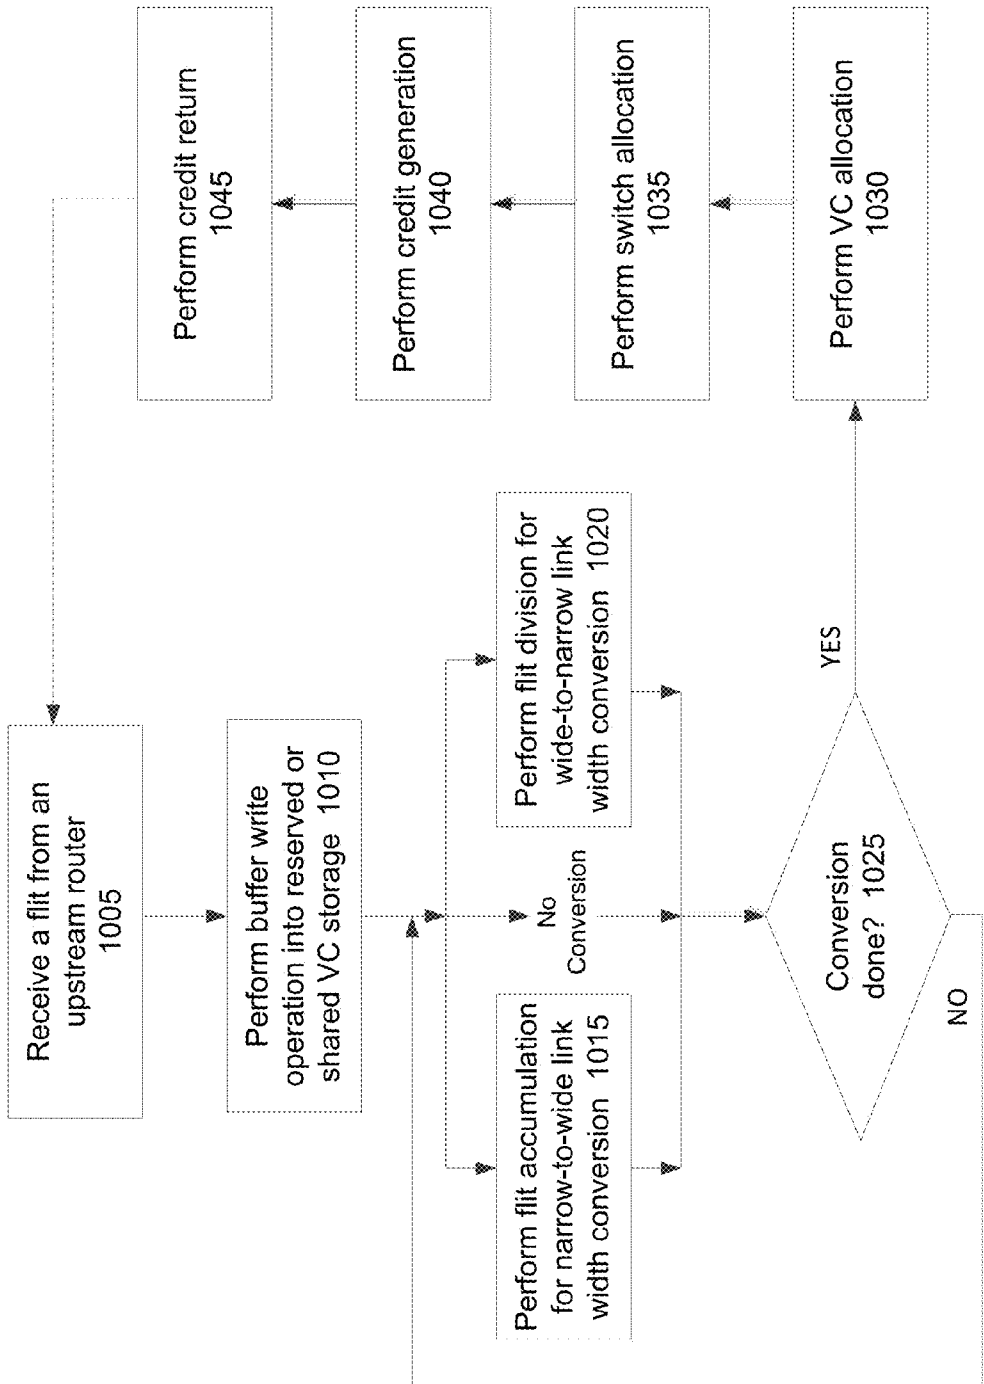 Receive a flit from an
upstream router
1005
Perform buffer write
operation into reserved or
shared VC storage 1010
Perform flit accumulation
for narrow-to-wide link
width conversion 1015
No
Conversion
Perform flit division for
wide-to-narrow link
width conversion 1020
Conversion
done? 1025
NO
YES
Perform VC allocation
1030
Perform switch allocation
1035
Perform credit generation
1040
Perform credit return
1045